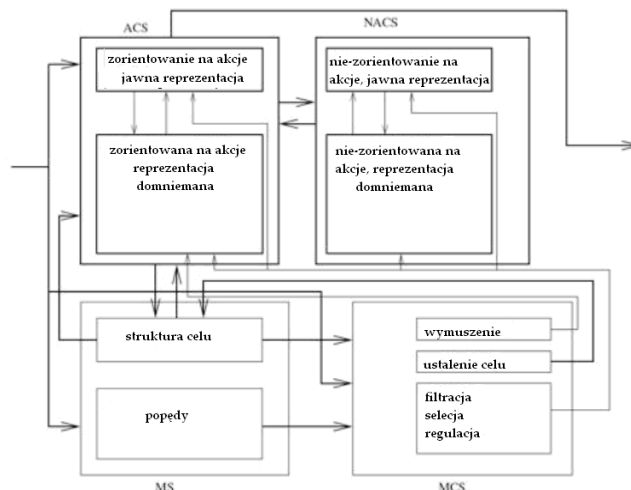 ACS
NACS
zorientowanie na akcje
jawna reprezentacja
nie-zorientowanie na
akcje, jawna reprezentacja
zorientowana na akcje
reprezentacja
domniemana
nie-zorientowana na
akcje, reprezentacja
domniemana
struktura celu
popędy
wymuszenie
ustalenie celu
filtracja
selecja
regulacja
MS
MCS